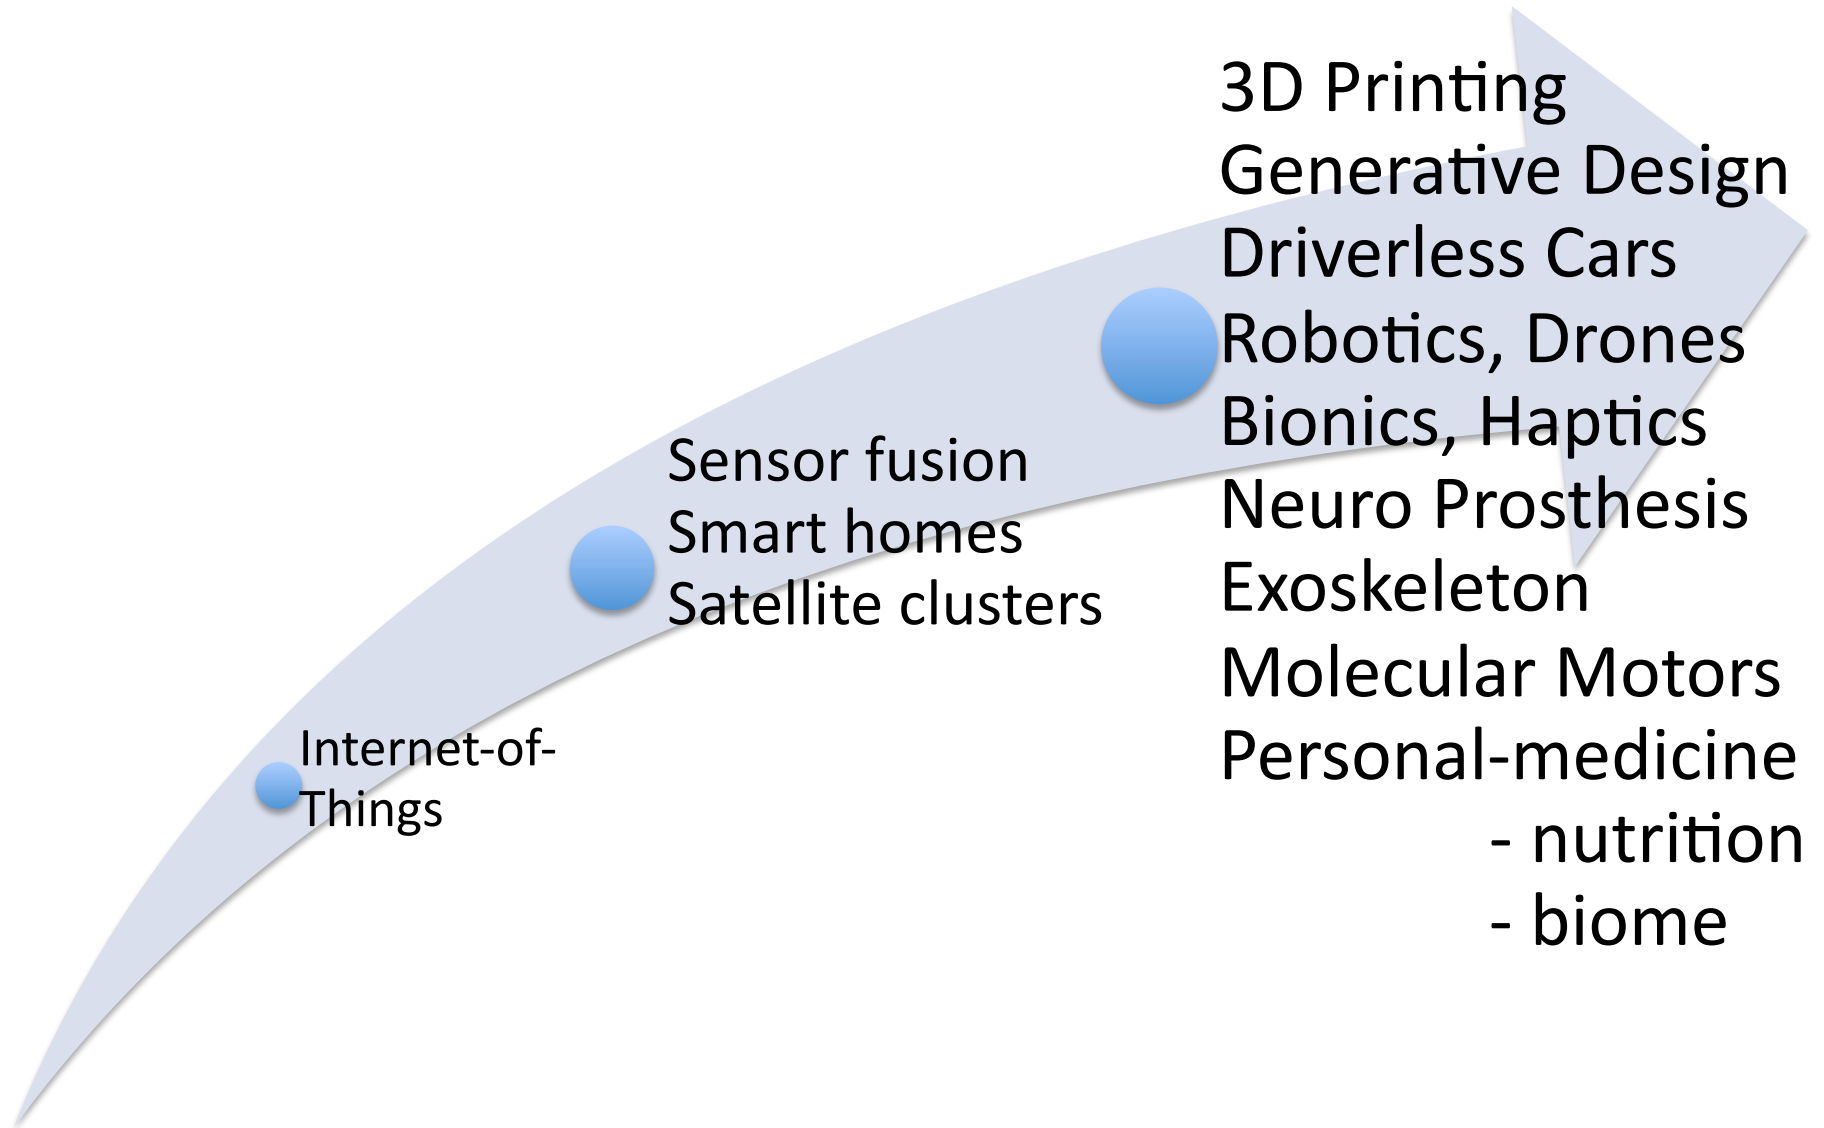 3D Printing
Generative Design
Driverless Cars
Robotics, Drones
Bionics, Haptics
Neuro Prosthesis
Exoskeleton
Molecular Motors
Personal-medicine
- nutrition
- biome
Sensor fusion
Smart homes
Satellite clusters
Internet-of-
Things